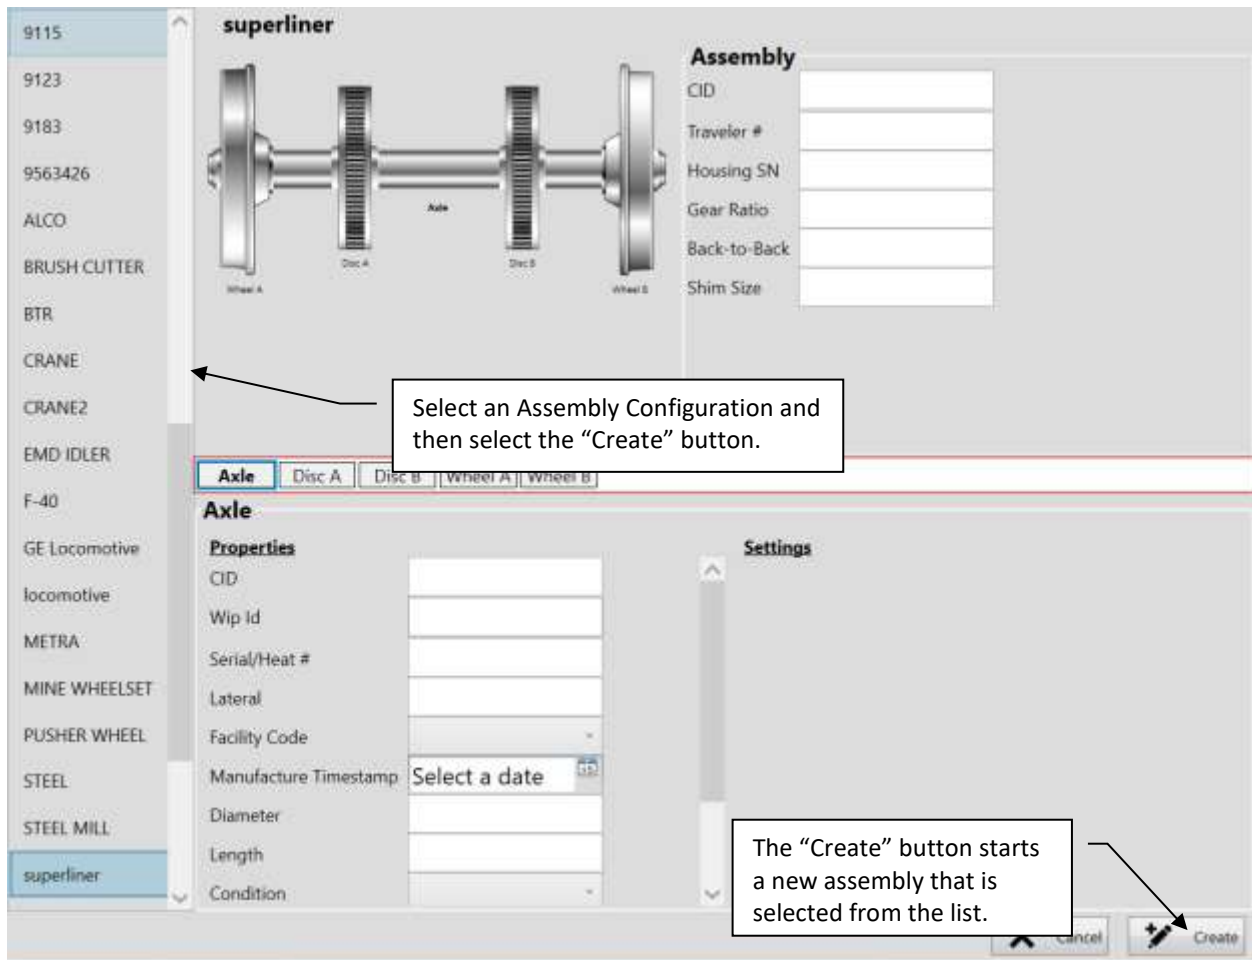 9115
9123
9183
9563426
ALCO
BRUSH CUTTER
BTR
CRANE
CRANE2
EMD IDLER
F-40
GE Locomotive
locomotive
METRA
MINE WHEELSET
PUSHER WHEEL
STEEL
STEEL MILL
superliner
superliner
Axle
Disc A
Disc B
Wheel A
Wheel B
Assembly
CID
Traveler #
Housing SN
Gear Ratio
Back-to-Back
Shim Size
Select an Assembly Configuration and
then select the “Create” button.
Axle Disc A Disc B Wheel A Wheel B
Axle
Properties
CID
Wip Id
Serial/Heat #
Lateral
Facility Code
Manufacture Timestamp Select a date
Diameter
Length
Condition
Settings
The “Create” button starts
a new assembly that is
selected from the list.
Cancel Create